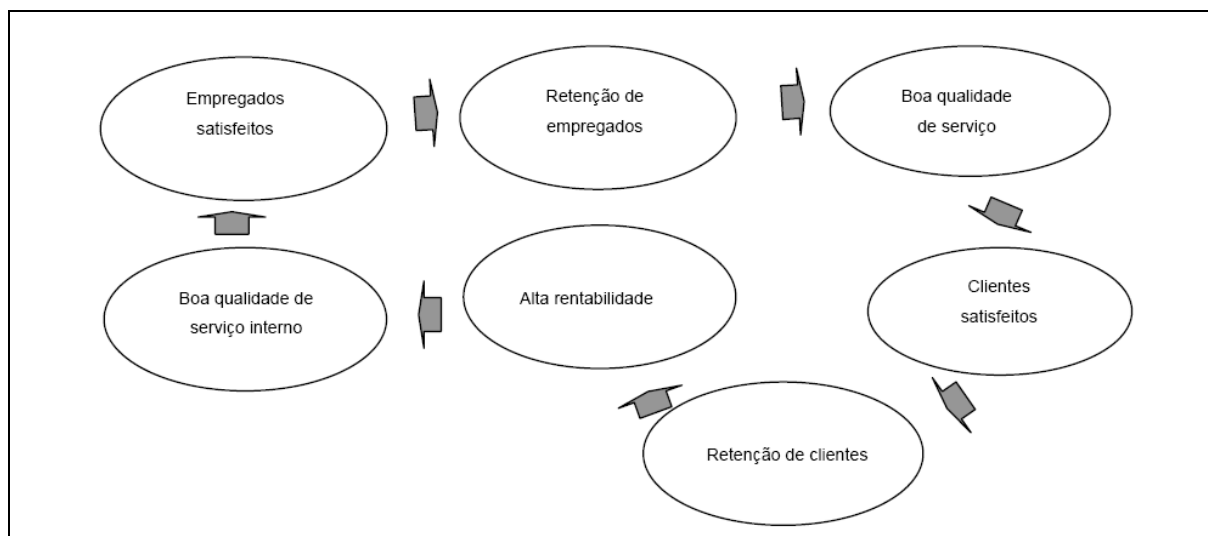 Empregados
satisfeitos
Retenção de
empregados
Boa qualidade
de serviço
Boa qualidade de
serviço interno
Alta rentabilidade
Clientes
satisfeitos
Retenção de clientes